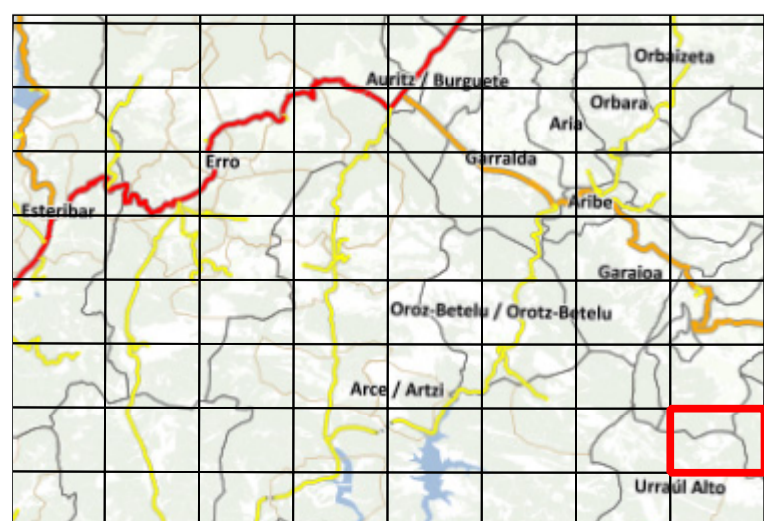 Orbaizeta
Auritz / Burguete
Orbara
Aria
Erro
Garralda
Esteribar
Aribe
Garaioa
Oroz-Betelu / Orotz-Betelu
Arce / Artzi
Urraúl Alto